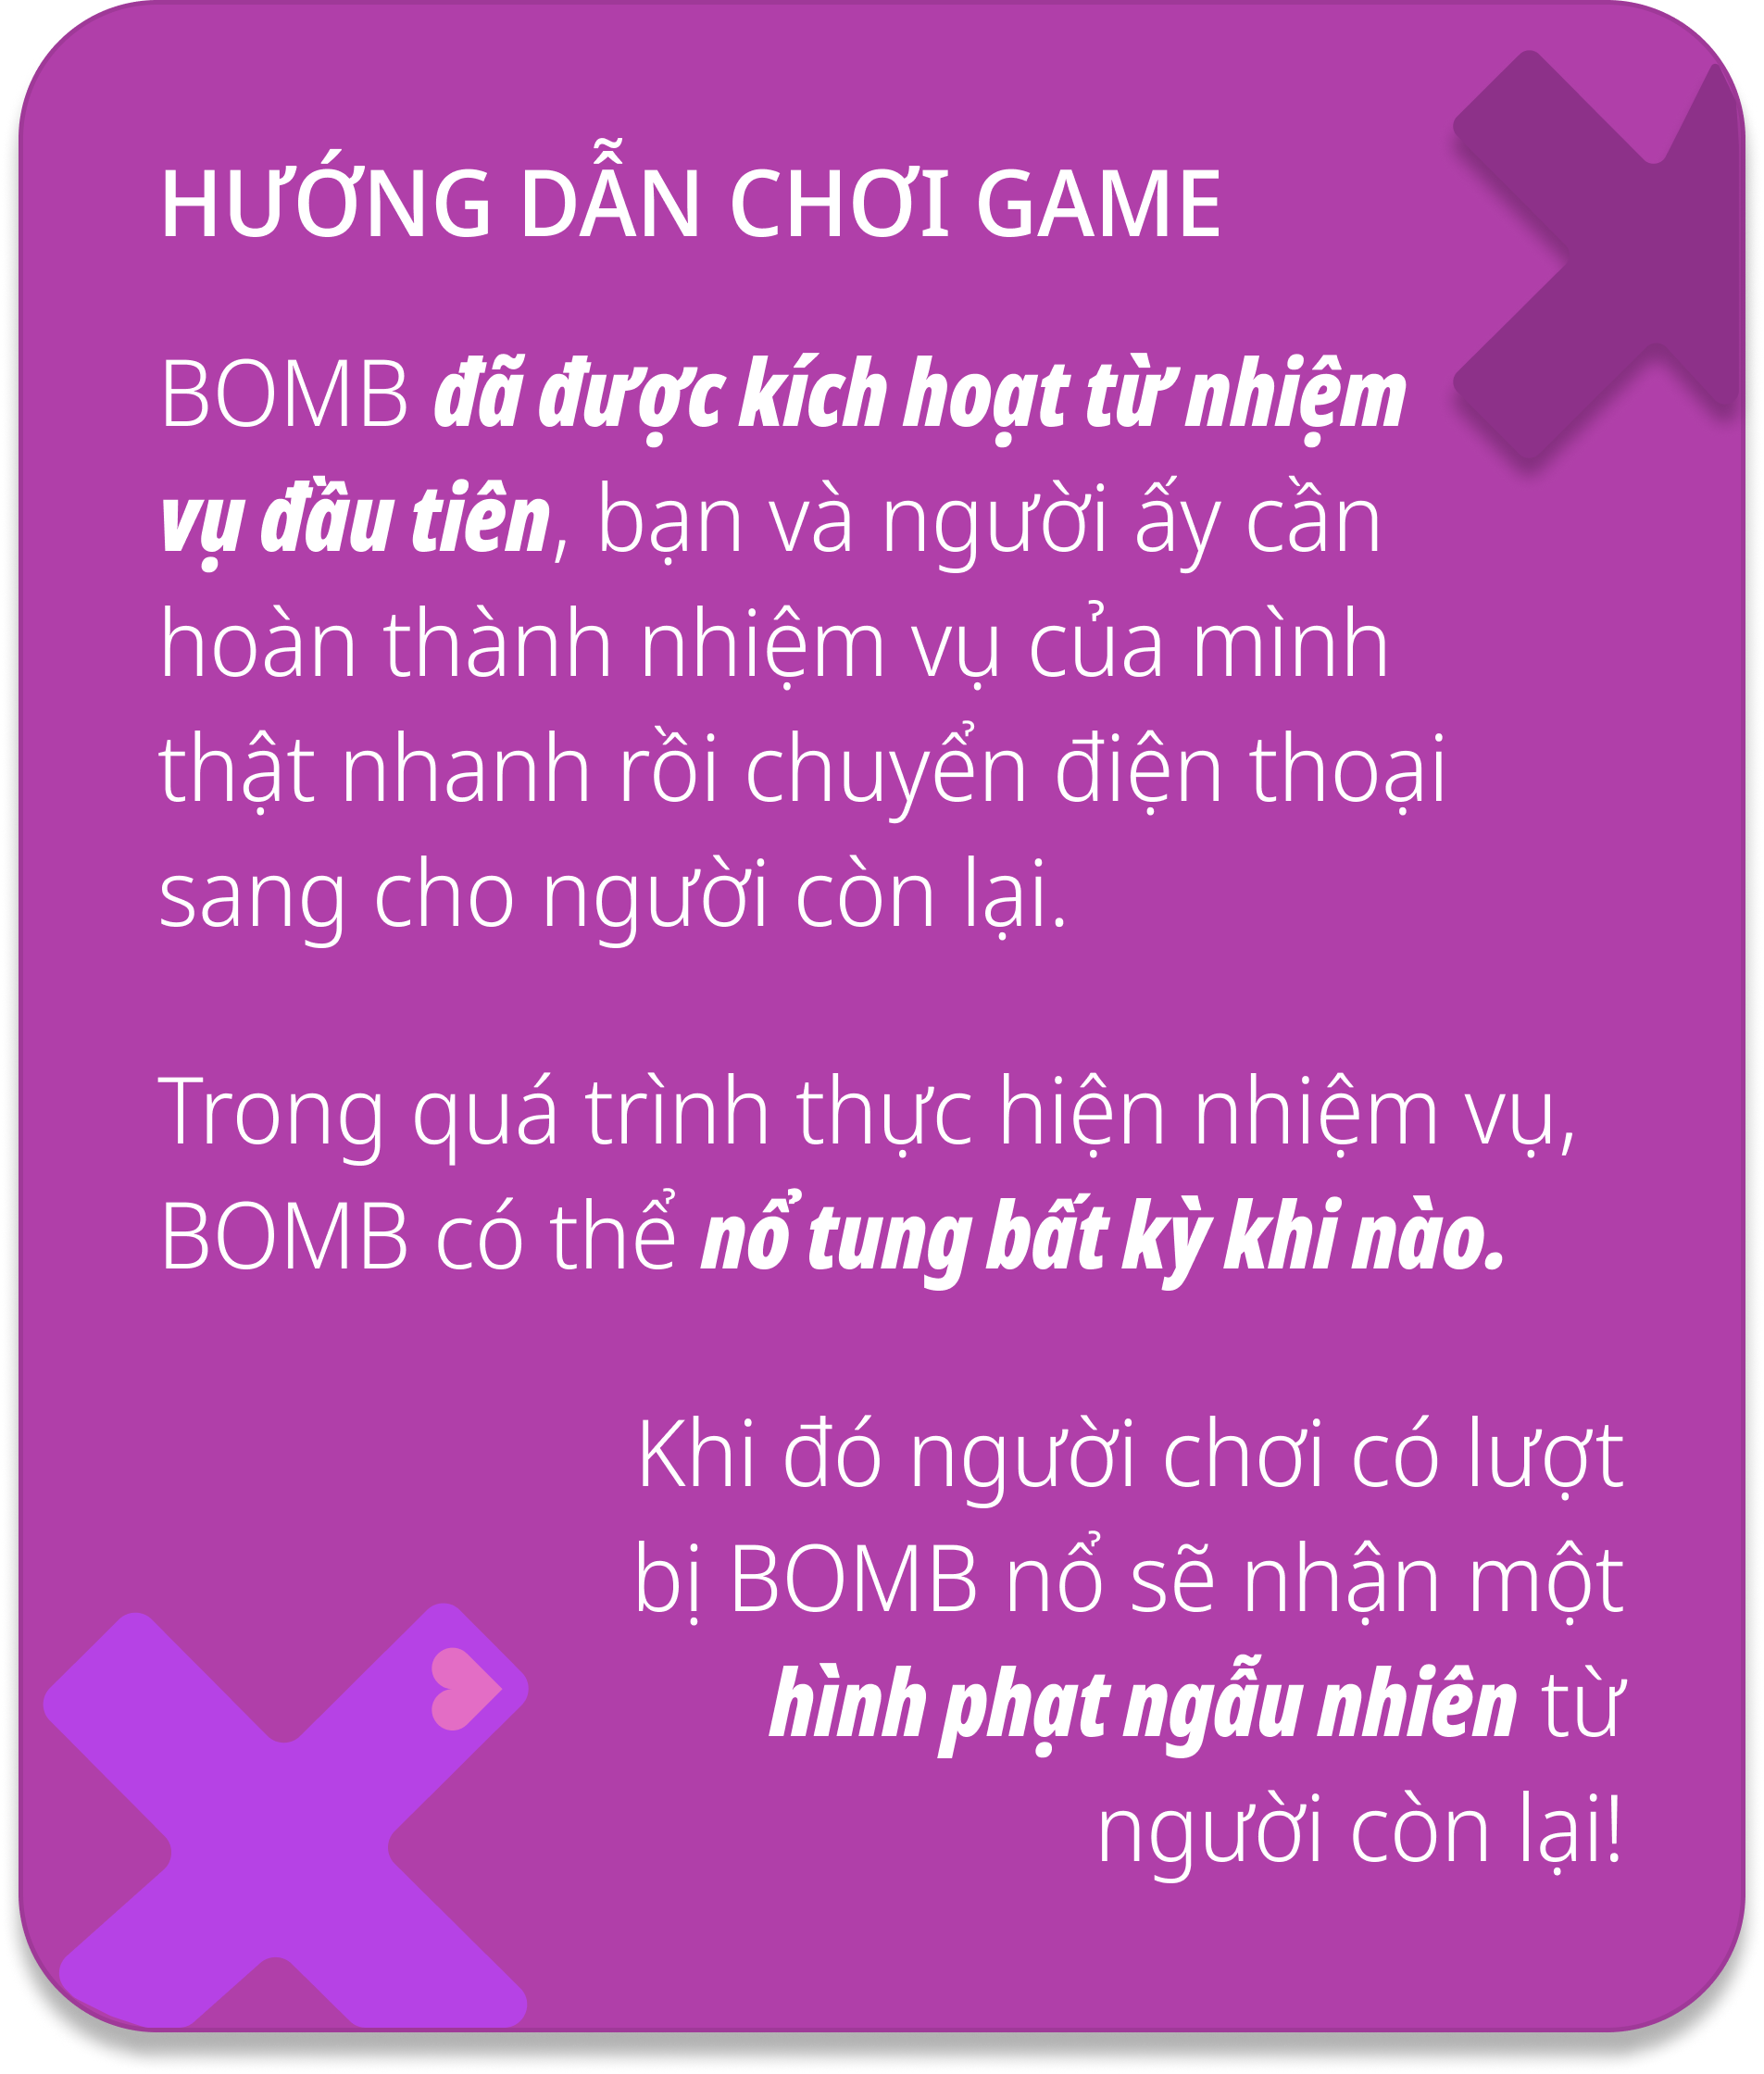 HƯỚNG DẪN CHƠI GAME
BOMB đã được kích hoạt từ nhiệm
vụ đầu tiên, bạn và người ấy cần
hoàn thành nhiệm vụ của mình
thật nhanh rồi chuyển điện thoại
sang cho người còn lại.
Trong quá trình thực hiện nhiệm vụ,
BOMB có thể nổ tung bất kỳ khi nào.
Khi đó người chơi có lượt
bị BOMB nổ sẽ nhận một
hình phạt ngẫu nhiên từ
người còn lại!